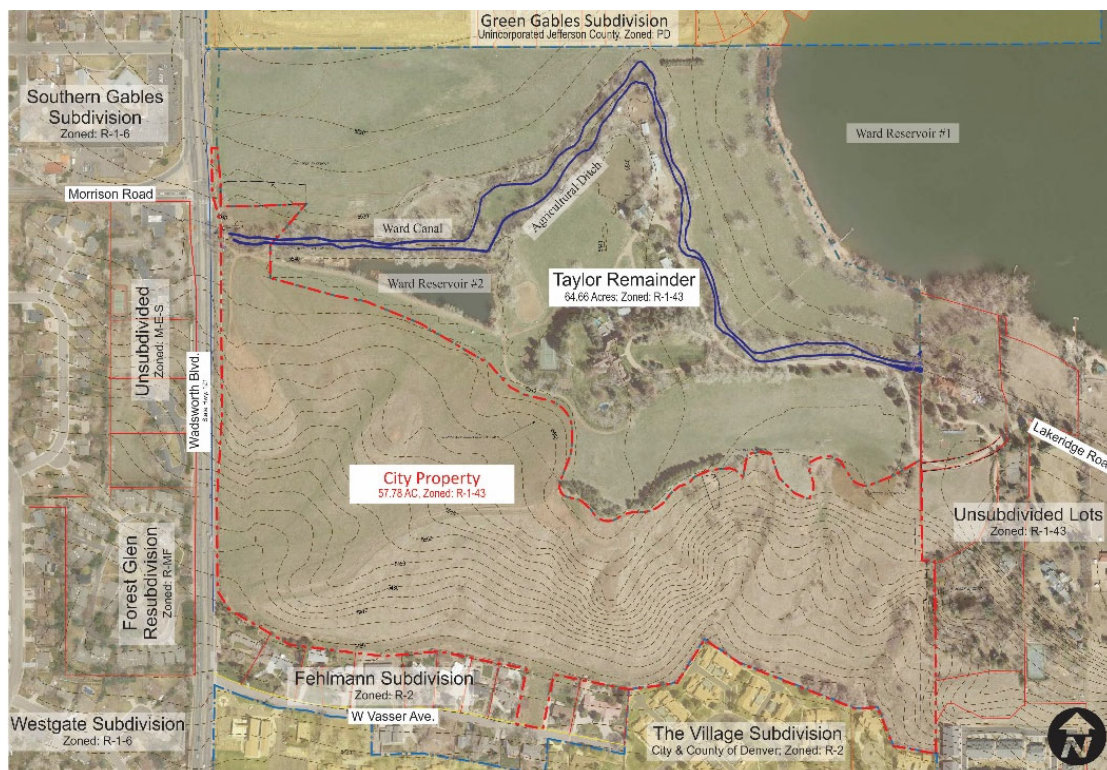 Green Gables Subdivision
Unincorporated Jefferson County. Zoned: PD
Southern Gables
Subdivision
Zoned: R-1-6
Ward Reservoir #1
Morrison Road
Agricultural Ditch
Ward Canal
Ward Reservoir #2
Taylor Remainder
64.66 Acres; Zoned: R-1-43
Unsubdivided
Zoned: M-E-S
Wadsworth Blvd.
Lakeridge Road
City Property
57.78 AC, Zoned: R-1-43
Unsubdivided Lots
Zoned: R-1-43
Forest Glen
Resubdivision
Zoned: R-MF
Fehlmann Subdivision
Zoned: R-2
W Vasser Ave.
Westgate Subdivision
Zoned: R-1-6
The Village Subdivision
City & County of Denver; Zoned: R-2
N